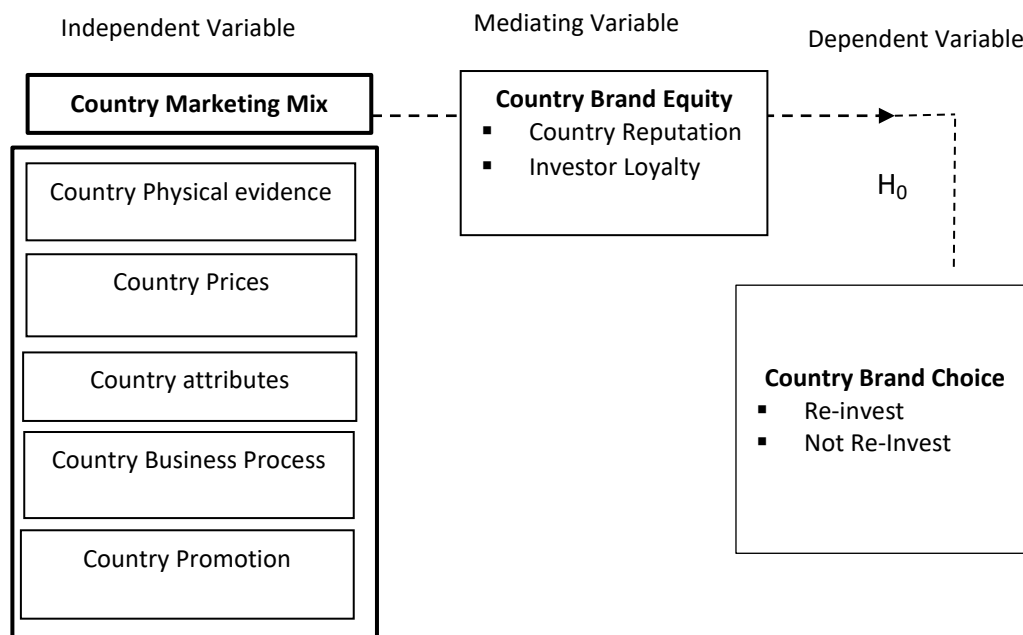 Independent Variable
Mediating Variable
Dependent Variable
Country Marketing Mix
Country Physical evidence
Country Prices
Country attributes
Country Business Process
Country Promotion
Country Brand Equity
▪ Country Reputation
▪ Investor Loyalty
H₀
Country Brand Choice
▪ Re-invest
▪ Not Re-Invest